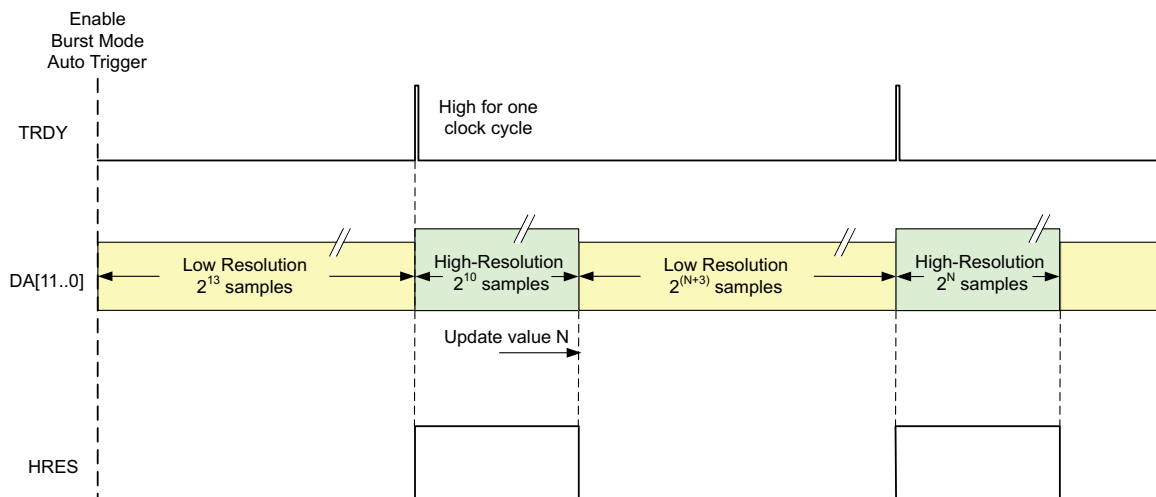 Enable
Burst Mode
Auto Trigger
TRDY
High for one
clock cycle
DA[11..0]
Low Resolution
2^13 samples
High-Resolution
2^10 samples
Low Resolution
2^(N+3) samples
High-Resolution
2^N samples
Update value N
HRES